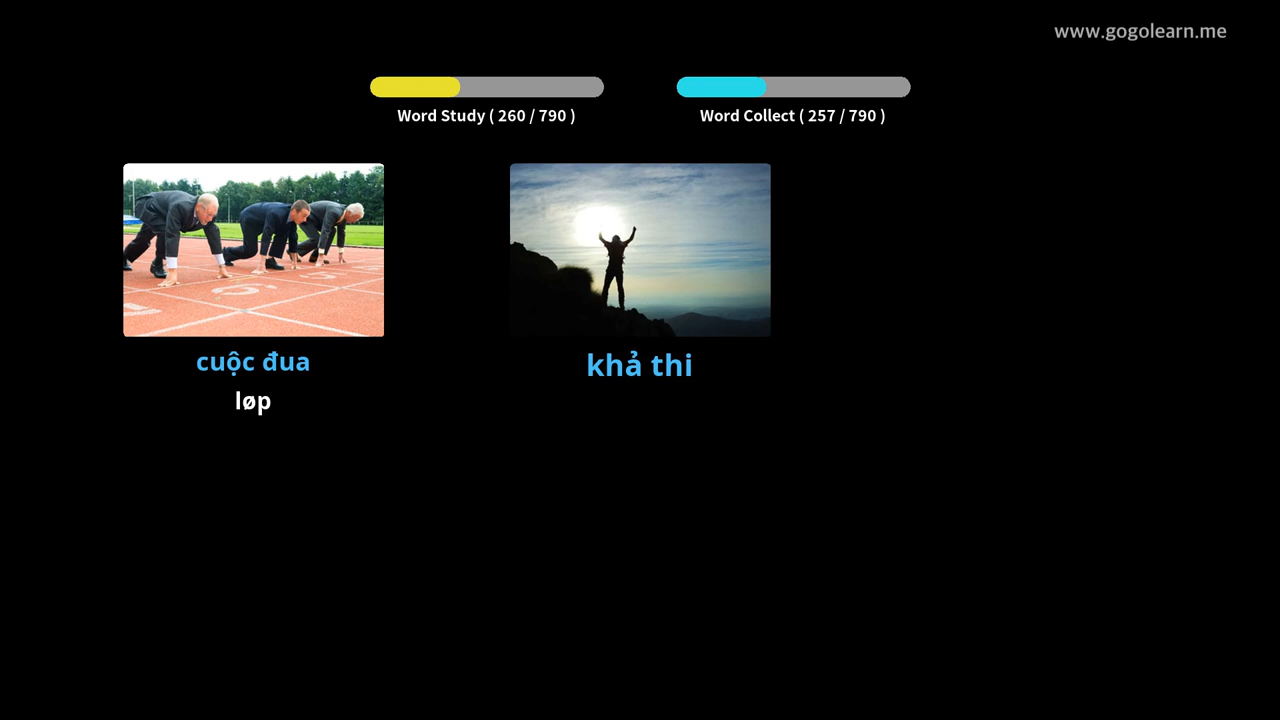 www.gogolearn.me
Word Study ( 260 / 790 )
Word Collect ( 257 / 790 )
cuộc đua
løp
khả thi